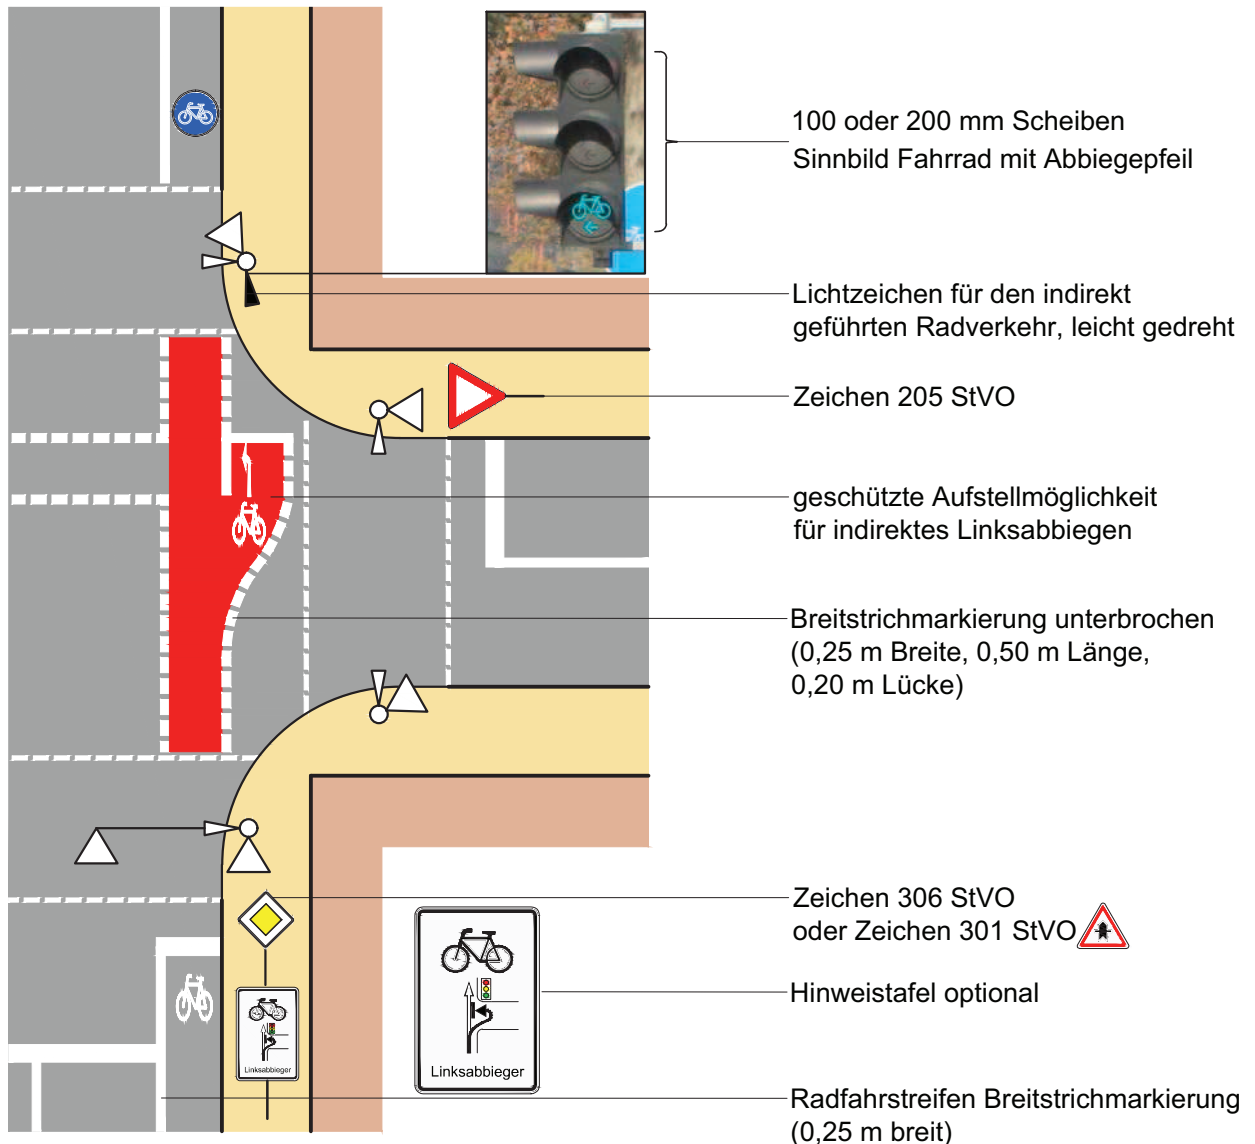 100 oder 200 mm Scheiben
Sinnbild Fahrrad mit Abbiegepfeil
Lichtzeichen für den indirekt
geführten Radverkehr, leicht gedreht
Zeichen 205 StVO
geschützte Aufstellmöglichkeit
für indirektes Linksabbiegen
Breitstrichmarkierung unterbrochen
(0,25 m Breite, 0,50 m Länge,
0,20 m Lücke)
Zeichen 306 StVO
oder Zeichen 301 StVO
Hinweistafel optional
Linksabbieger
Linksabbieger
Radfahrstreifen Breitstrichmarkierung
(0,25 m breit)